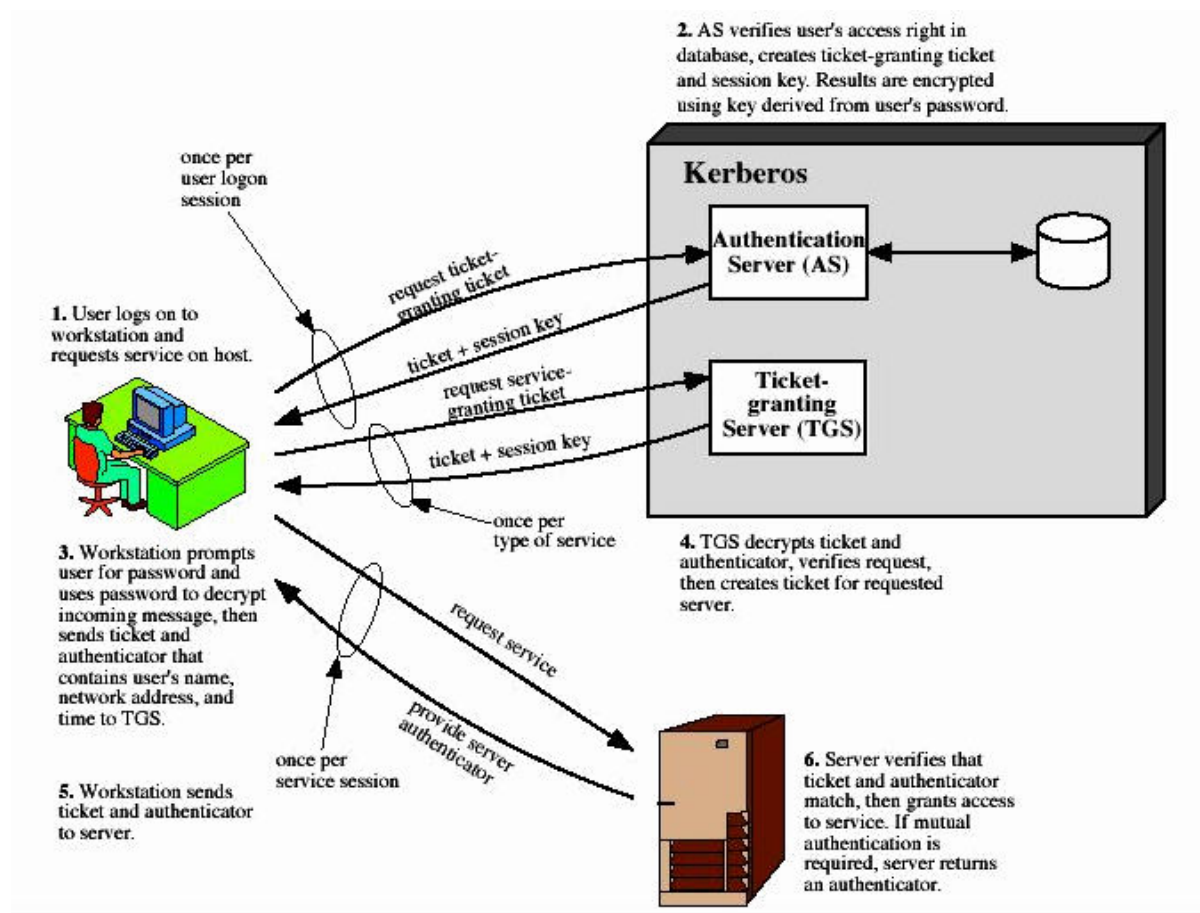 2. AS verifies user's access right in
database, creates ticket-granting ticket
and session key. Results are encrypted
using key derived from user's password.
once per
user logon
session
Kerberos
Authentication
Server (AS)
request ticket-
granting ticket
1. User logs on to
workstation and
requests service on host.
ticket + session key
request service-
granting ticket
Ticket-
granting
Server (TGS)
ticket + session key
once per
type of service
3. Workstation prompts
user for password and
uses password to decrypt
incoming message, then
sends ticket and
authenticator that
contains user's name,
network address, and
time to TGS.
4. TGS decrypts ticket and
authenticator, verifies request,
then creates ticket for requested
server.
request service
provide server
authenticator
once per
service session
5. Workstation sends
ticket and authenticator
to server.
6. Server verifies that
ticket and authenticator
match, then grants access
to service. If mutual
authentication is
required, server returns
an authenticator.